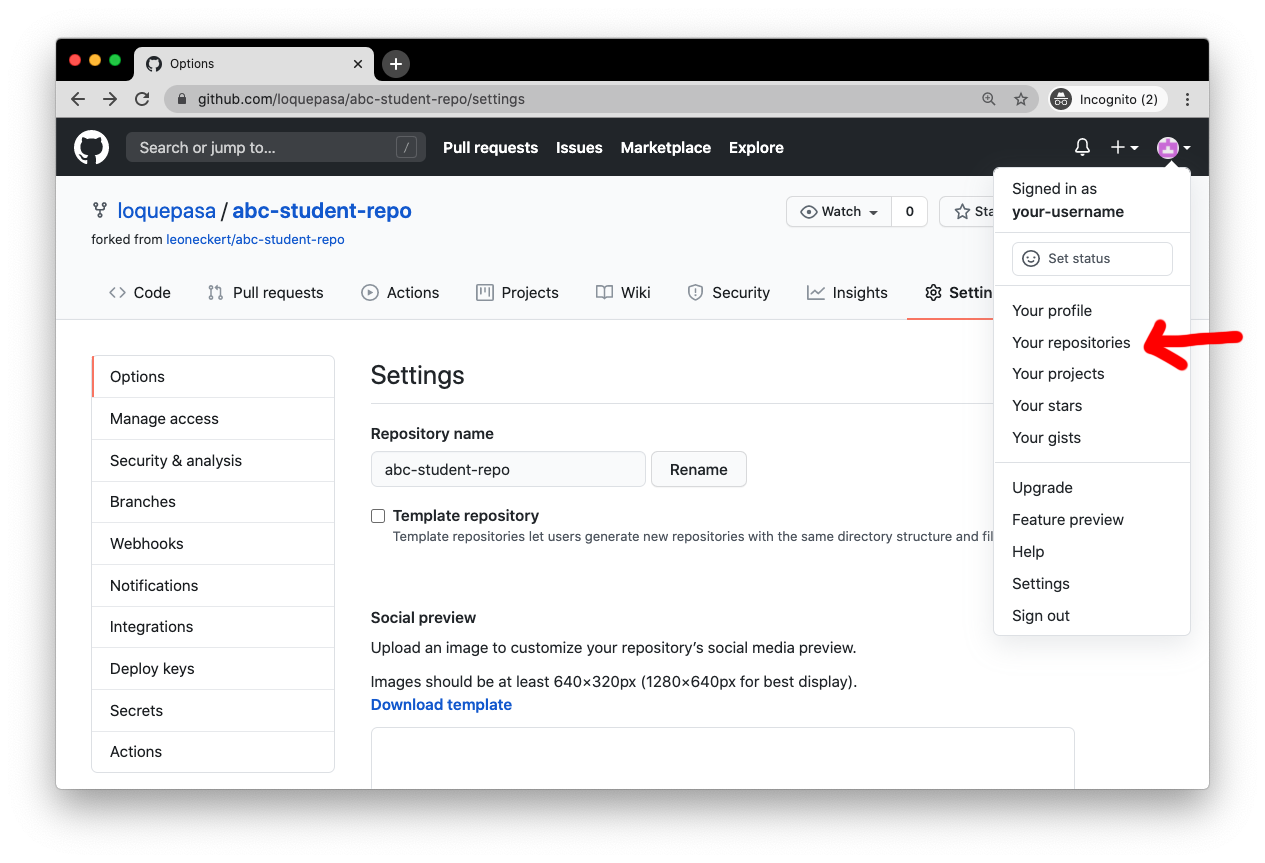 Options
github.com/loquepasa/abc-student-repo/settings
Incognito (2)
Search or jump to...
/
Pull requests
Issues
Marketplace
Explore
Signed in as
your-username
Set status
Your profile
Your repositories
Your projects
Your stars
Your gists
Upgrade
Feature preview
Help
Settings
Sign out
loquepasa / abc-student-repo
forked from leoneckert/abc-student-repo
Watch
0
Sta
Code
Pull requests
Actions
Projects
Wiki
Security
Insights
Settin
Options
Manage access
Security & analysis
Branches
Webhooks
Notifications
Integrations
Deploy keys
Secrets
Actions
Settings
Repository name
abc-student-repo
Rename
Template repository
Template repositories let users generate new repositories with the same directory structure and fil
Social preview
Upload an image to customize your repository’s social media preview.
Images should be at least 640×320px (1280×640px for best display).
Download template